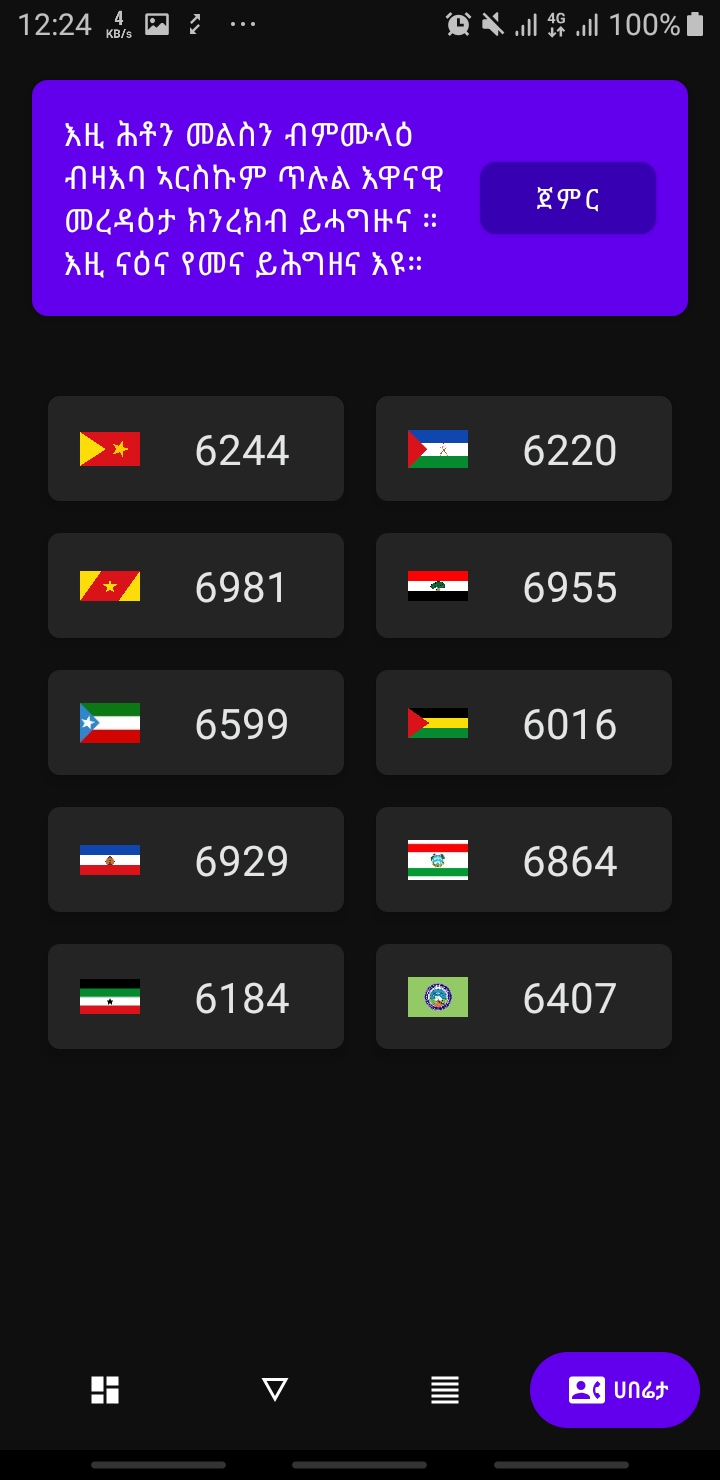 12:24 4 KB/s 4G 100%
እዚ ሕቶን መልስን ብምሙላዕ
ብዛእባ ኣርስኩም ጥሉል እዋናዊ
መረዳዕታ ክንረክብ ይሓግዙና ።
እዚ ናዕና የመና ይሕግዘና እዩ።
ጀምር
6244 6220
6981 6955
6599 6016
6929 6864
6184 6407
ሀበሬታ